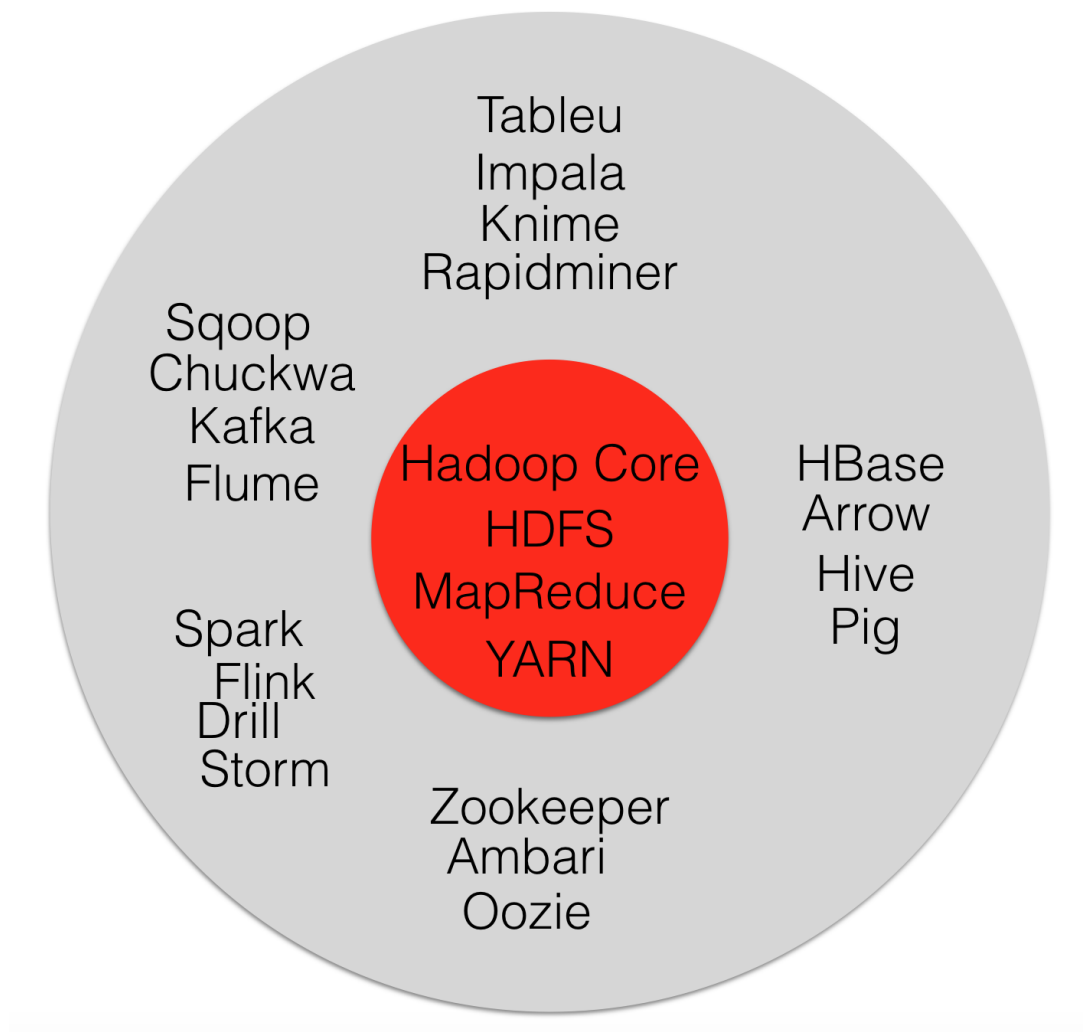 Tableu
Impala
Knime
Rapidminer
Sqoop
Chuckwa
Kafka
Flume
Hadoop Core
HDFS
MapReduce
YARN
HBase
Arrow
Hive
Pig
Spark
Flink
Drill
Storm
Zookeeper
Ambari
Oozie